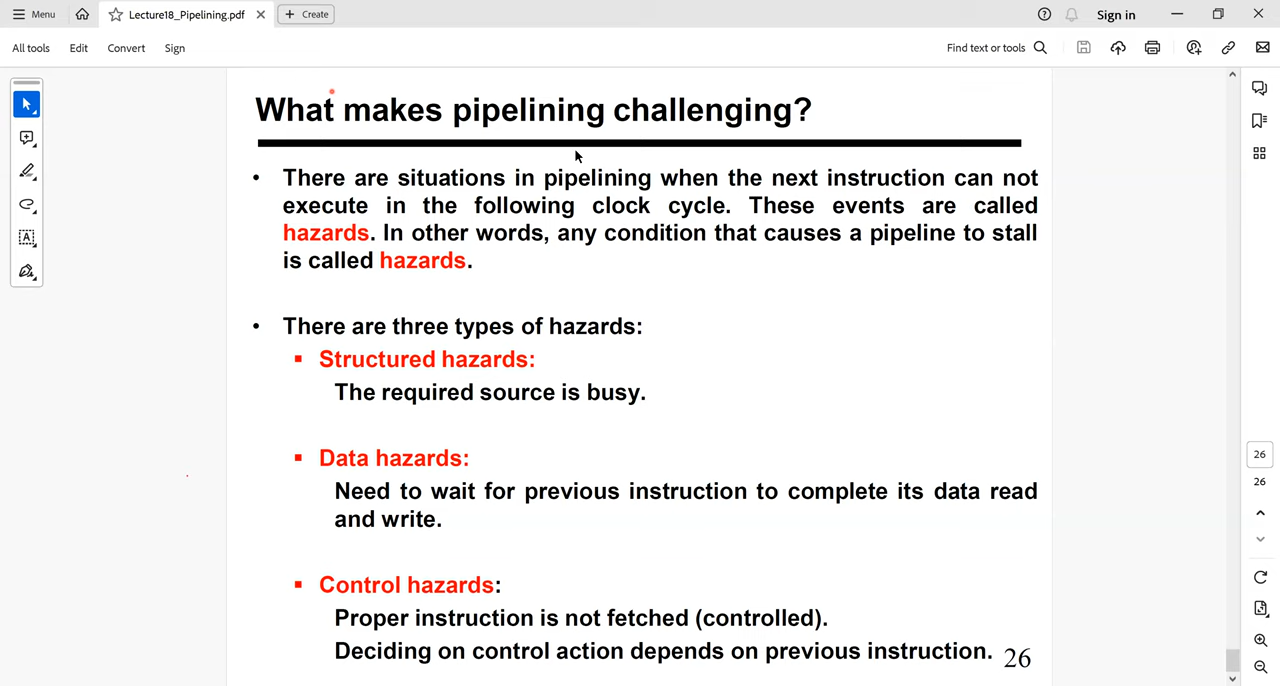 Menu
Lecture18_Pipelining.pdf
Create
Sign in
All tools
Edit
Convert
Sign
Find text or tools
What makes pipelining challenging?
• There are situations in pipelining when the next instruction can not
execute in the following clock cycle. These events are called
hazards. In other words, any condition that causes a pipeline to stall
is called hazards.
• There are three types of hazards:
▪ Structured hazards:
The required source is busy.
▪ Data hazards:
Need to wait for previous instruction to complete its data read
and write.
▪ Control hazards:
Proper instruction is not fetched (controlled).
Deciding on control action depends on previous instruction.
26
26
26